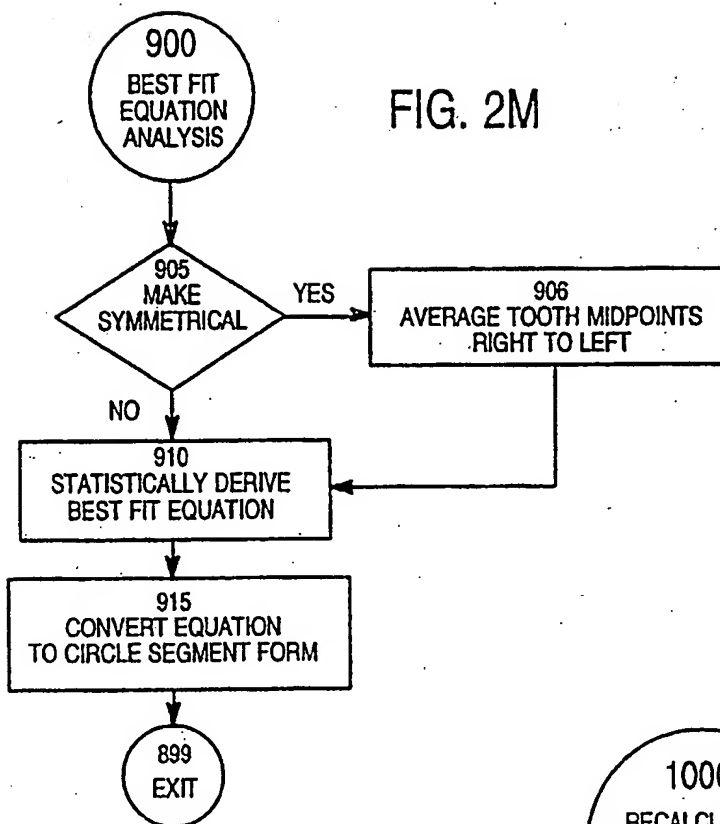 900
BEST FIT
EQUATION
ANALYSIS
FIG. 2M
905
MAKE
SYMMETRICAL
YES
906
AVERAGE TOOTH MIDPOINTS
RIGHT TO LEFT
NO
910
STATISTICALLY DERIVE
BEST FIT EQUATION
915
CONVERT EQUATION
TO CIRCLE SEGMENT FORM
899
EXIT